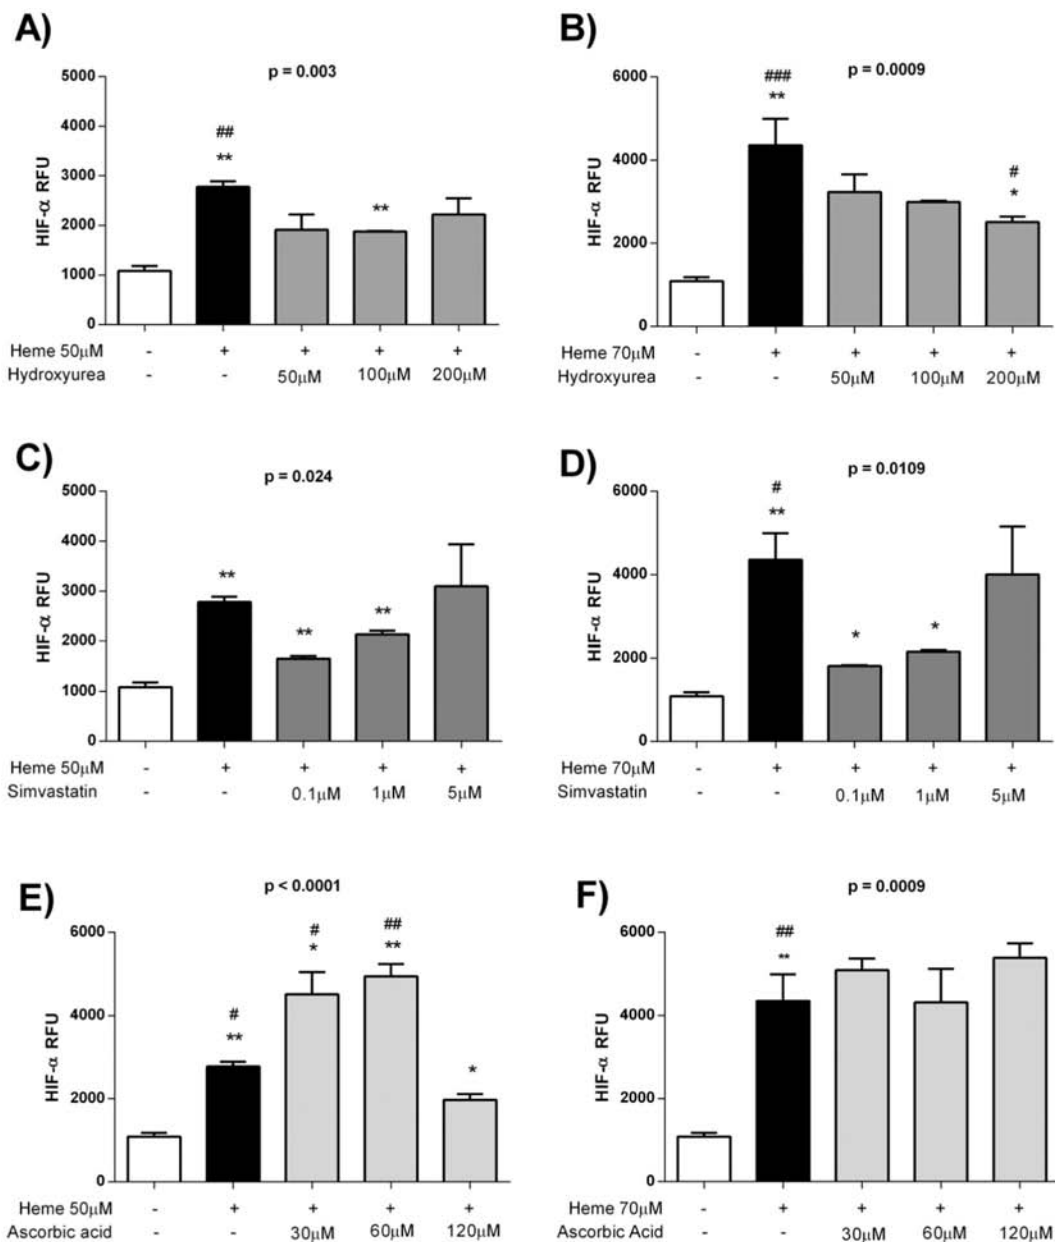 A)
p = 0.003
HIF-α RFU
5000
4000
3000
2000
1000
0
##
**
**
Heme 50μM - + + + +
Hydroxyurea - - 50μM 100μM 200μM
B)
p = 0.0009
HIF-α RFU
6000
4000
2000
0
###
**
#
*
Heme 70μM - + + + +
Hydroxyurea - - 50μM 100μM 200μM
C)
p = 0.024
HIF-α RFU
5000
4000
3000
2000
1000
0
**
**
**
Heme 50μM - + + + +
Simvastatin - - 0.1μM 1μM 5μM
D)
p = 0.0109
HIF-α RFU
6000
4000
2000
0
#
**
*
*
Heme 70μM - + + + +
Simvastatin - - 0.1μM 1μM 5μM
E)
p < 0.0001
HIF-α RFU
6000
4000
2000
0
#
**
#
*
##
**
*
Heme 50μM - + + + +
Ascorbic acid - - 30μM 60μM 120μM
F)
p = 0.0009
HIF-α RFU
6000
4000
2000
0
##
**
Heme 70μM - + + + +
Ascorbic Acid - - 30μM 60μM 120μM